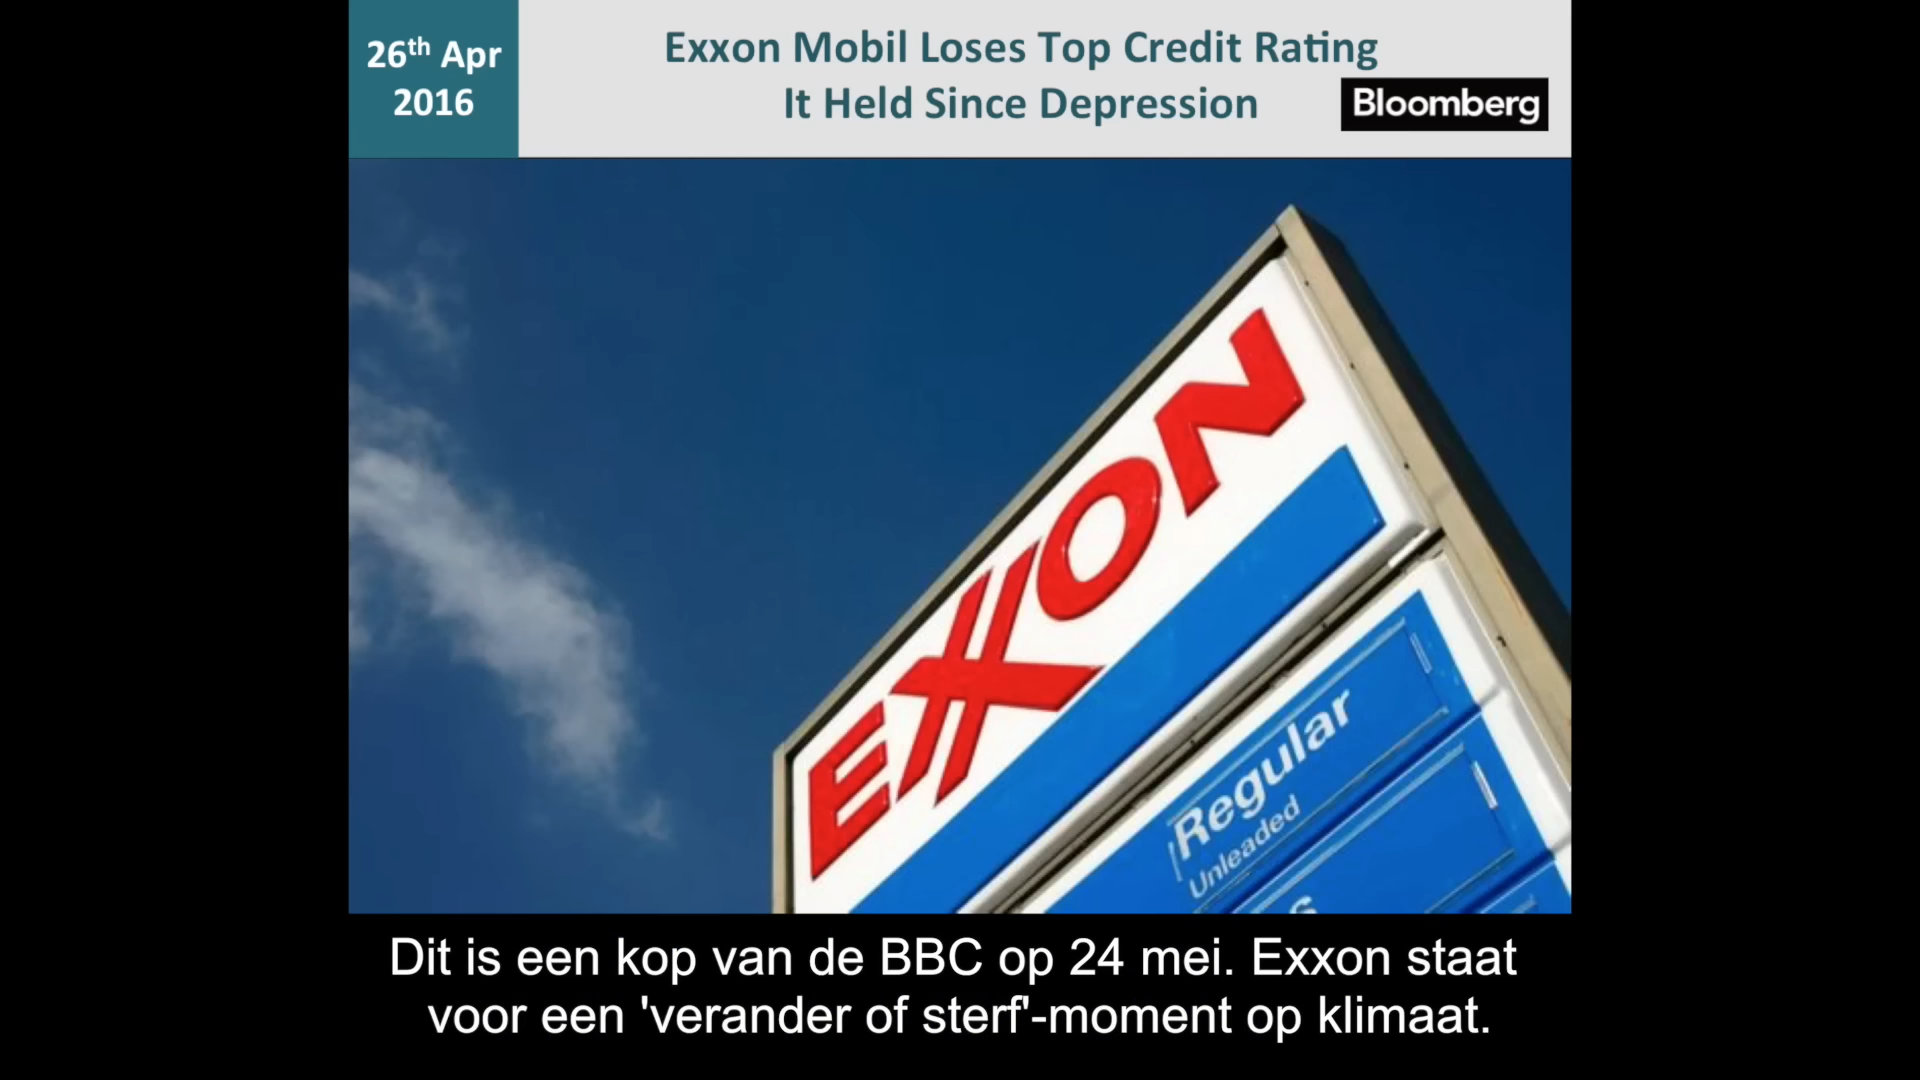 26th Apr
2016
Exxon Mobil Loses Top Credit Rating
It Held Since Depression
Bloomberg
EXXON
Regular
Unleaded
Dit is een kop van de BBC op 24 mei. Exxon staat
voor een 'verander of sterf'-moment op klimaat.